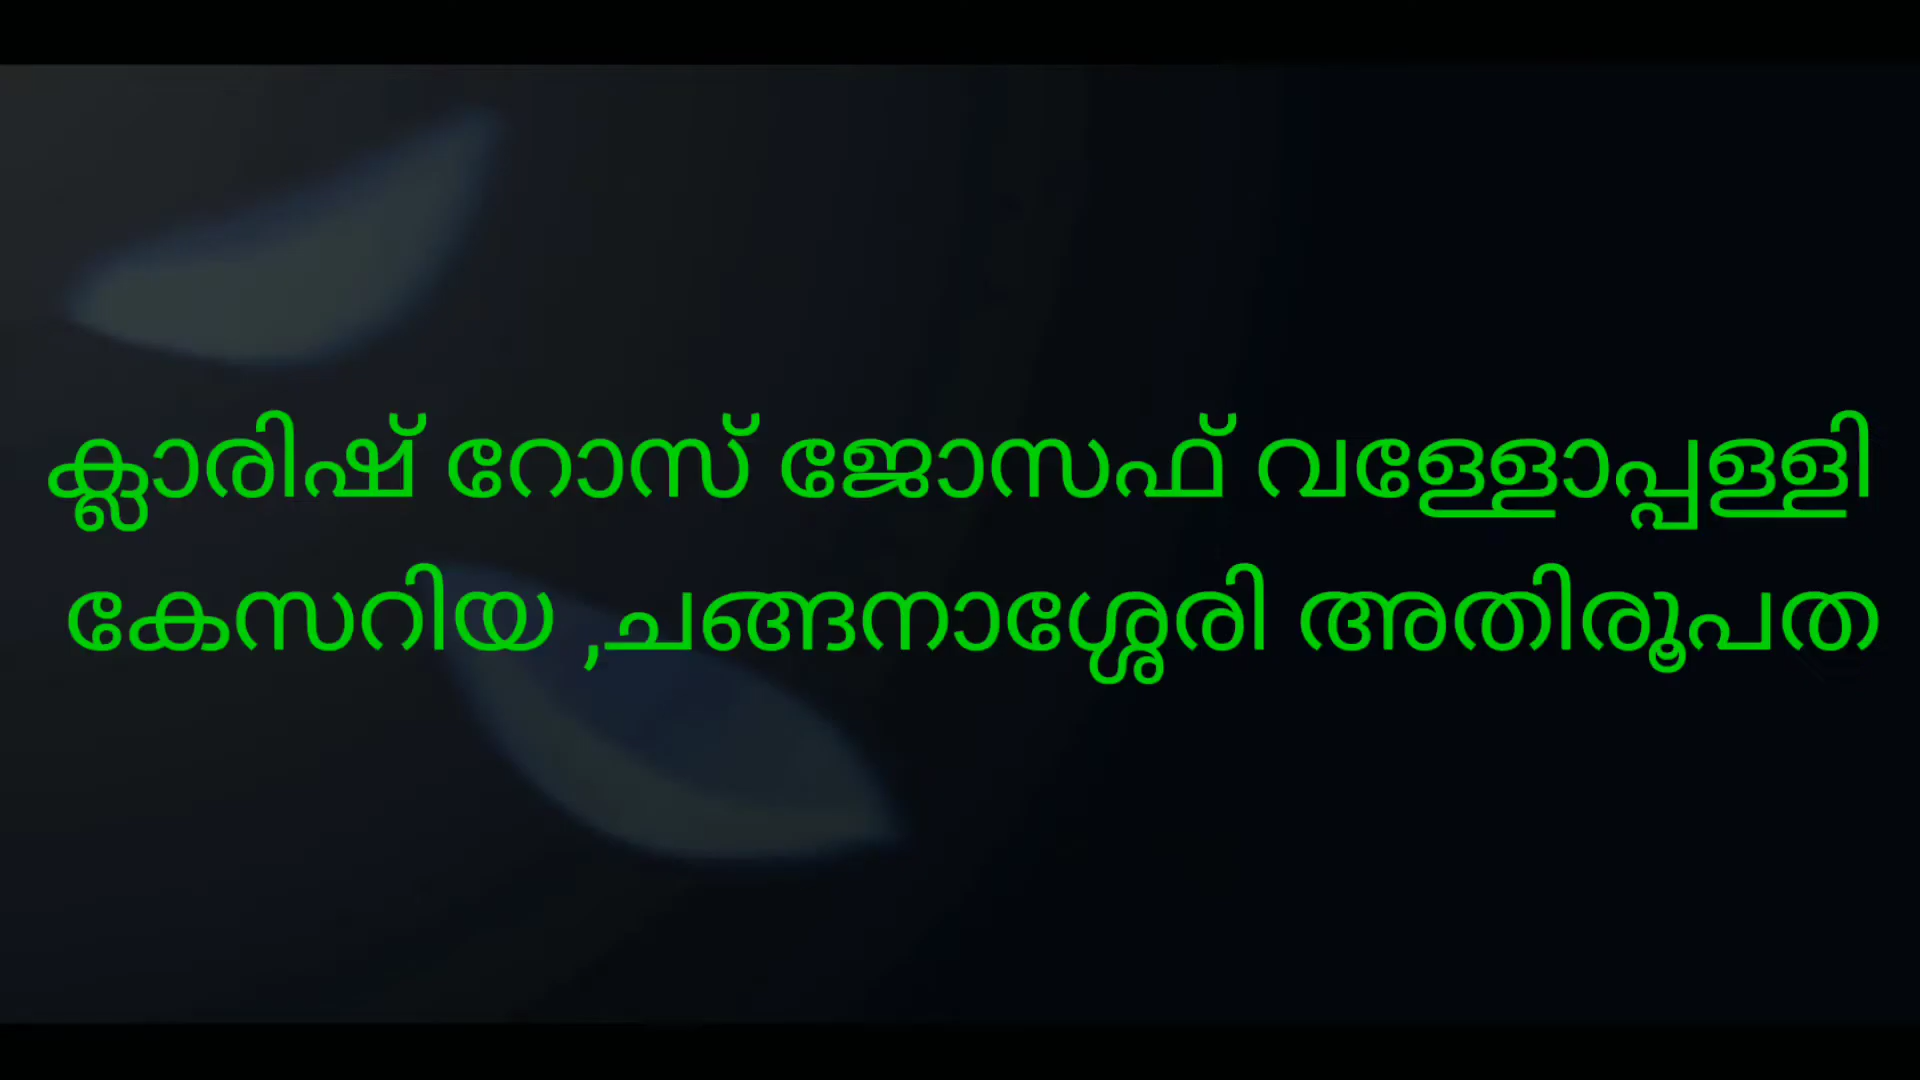 ക്ലാരിഷ് റോസ് ജോസഫ് വള്ളോപ്പള്ളി
കേസറിയ ,ചങ്ങനാശ്ശേരി അതിരൂപത